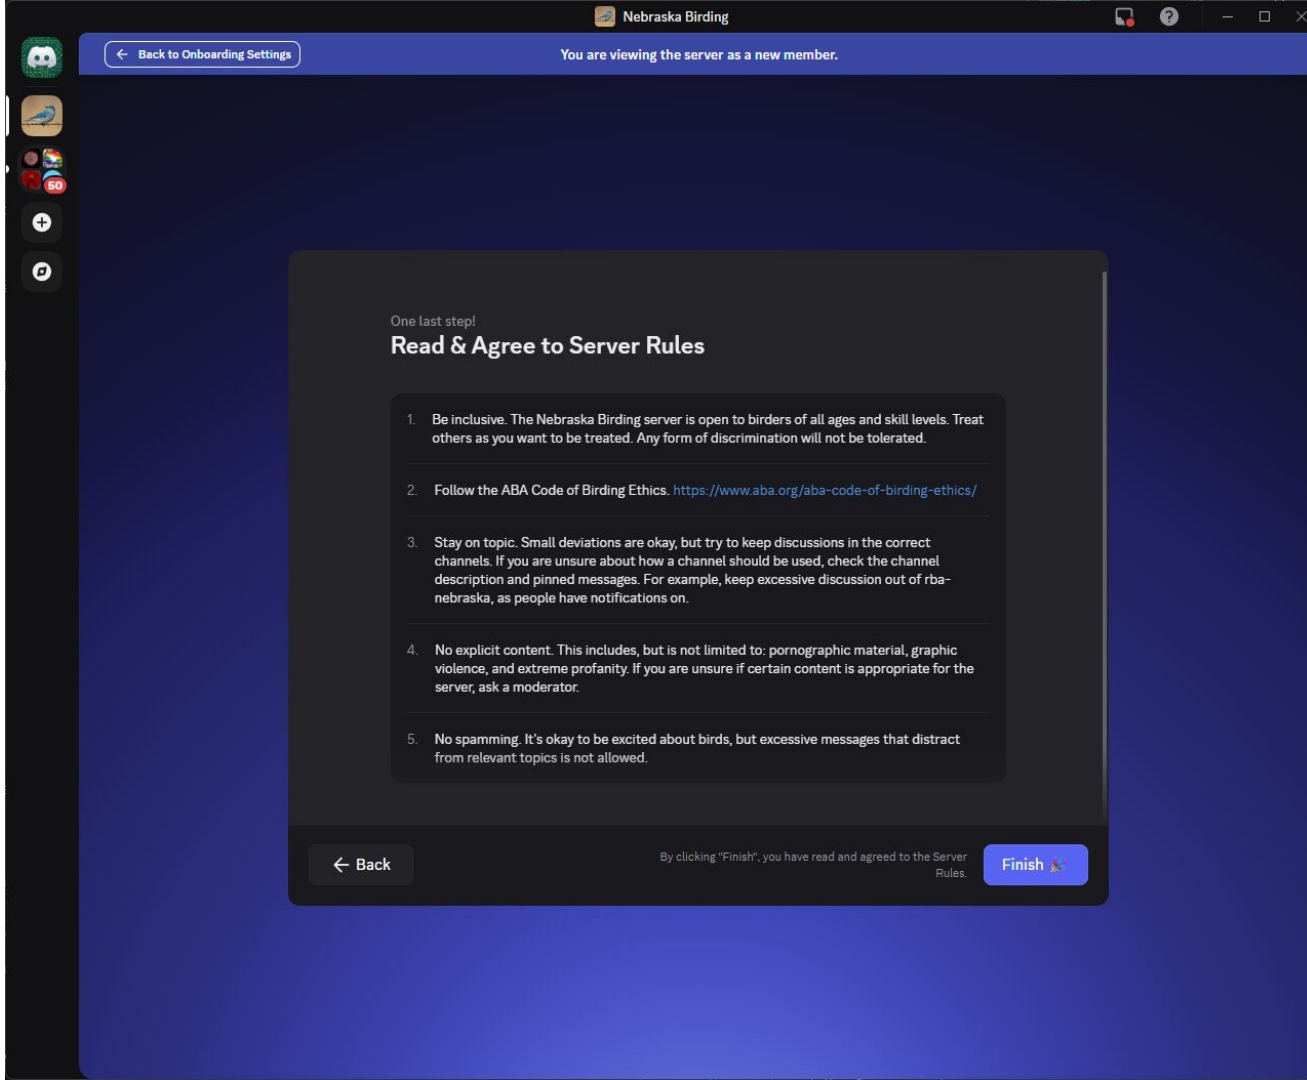 Nebraska Birding
← Back to Onboarding Settings
You are viewing the server as a new member.
50
One last step!
Read & Agree to Server Rules
1. Be inclusive. The Nebraska Birding server is open to birders of all ages and skill levels. Treat
others as you want to be treated. Any form of discrimination will not be tolerated.
2. Follow the ABA Code of Birding Ethics. https://www.aba.org/aba-code-of-birding-ethics/
3. Stay on topic. Small deviations are okay, but try to keep discussions in the correct
channels. If you are unsure about how a channel should be used, check the channel
description and pinned messages. For example, keep excessive discussion out of rba-
nebraska, as people have notifications on.
4. No explicit content. This includes, but is not limited to: pornographic material, graphic
violence, and extreme profanity. If you are unsure if certain content is appropriate for the
server, ask a moderator.
5. No spamming. It's okay to be excited about birds, but excessive messages that distract
from relevant topics is not allowed.
← Back
By clicking "Finish", you have read and agreed to the Server
Rules.
Finish 🎉